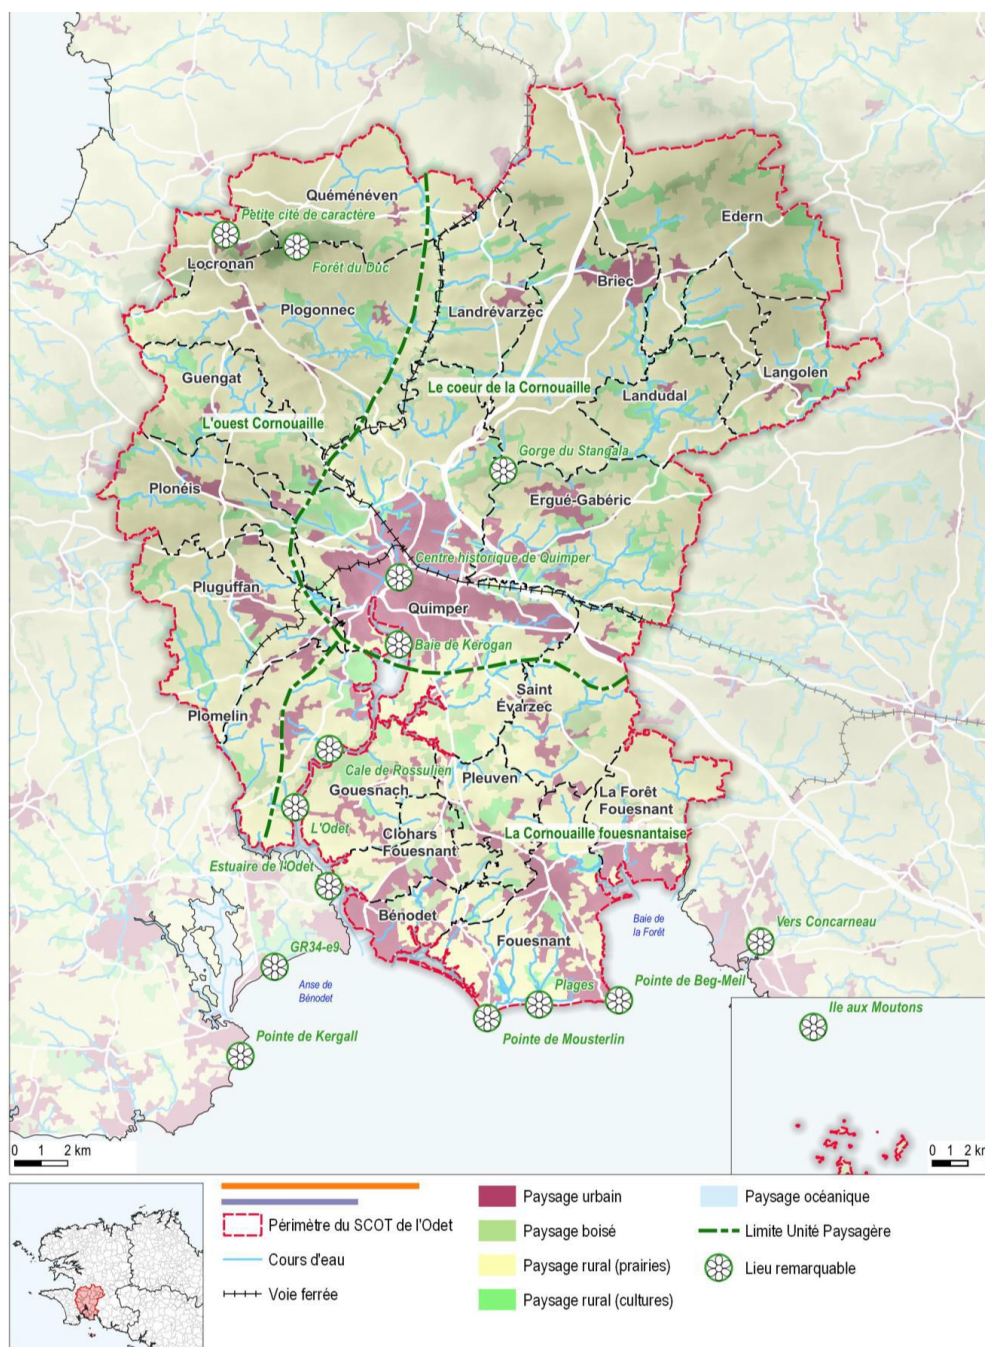 Quéménéven
Petite cité de caractère
Edern
Locronan
Forêt du Dûc
Briec
Plogonnec
Landrévarzec
Guengat
Le coeur de la Cornouaille
Langolen
Landudal
L'ouest Cornouaille
Gorge du Stangala
Plonéis
Ergué-Gabéric
Centre historique de Quimper
Pluguffan
Quimper
Baie de Kerogan
Saint
Évarzec
Plomelin
Cale de Rossulien
Pleuven
Gouesnach
La Forêt
Fouesnant
L'Odet
Clohars
Fouesnant
La Cornouaille fouesnantaise
Estuaire de l'Odet
Bénodet
Baie de
la Forêt
Vers Concarneau
Fouesnant
GR34-e9
Anse de
Bénodet
Plages
Pointe de Beg-Meil
Ile aux Moutons
Pointe de Kergall
Pointe de Mousterlin
0 1 2 km
0 1 2 km
Périmètre du SCOT de l'Odet
Cours d'eau
Voie ferrée
Paysage urbain
Paysage boisé
Paysage rural (prairies)
Paysage rural (cultures)
Paysage océanique
Limite Unité Paysagère
Lieu remarquable